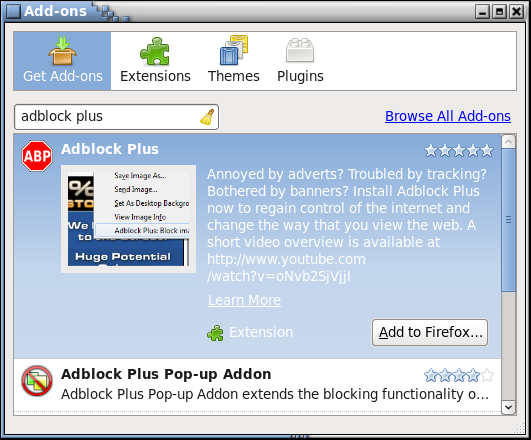 Add-ons
Get Add-ons Extensions Themes Plugins
adblock plus
Browse All Add-ons
ABP
Adblock Plus
Save Image As...
Send Image...
Set As Desktop Backgro
View Image Info
Adblock Plus: Block ima
%
STO
We
to
Huge Potential
Annoyed by adverts? Troubled by tracking?
Bothered by banners? Install Adblock Plus
now to regain control of the internet and
change the way that you view the web. A
short video overview is available at
http://www.youtube.com
/watch?v=oNvb2SjVjjI
Learn More
Extension
Add to Firefox...
Adblock Plus Pop-up Addon
Adblock Plus Pop-up Addon extends the blocking functionality o...